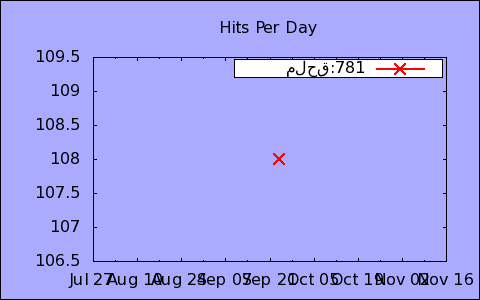 Hits Per Day
ملحق:781
109.5
109
108.5
108
107.5
107
106.5
Jul 27 Aug 10 Aug 24 Sep 07 Sep 21 Oct 05 Oct 19 Nov 02 Nov 16